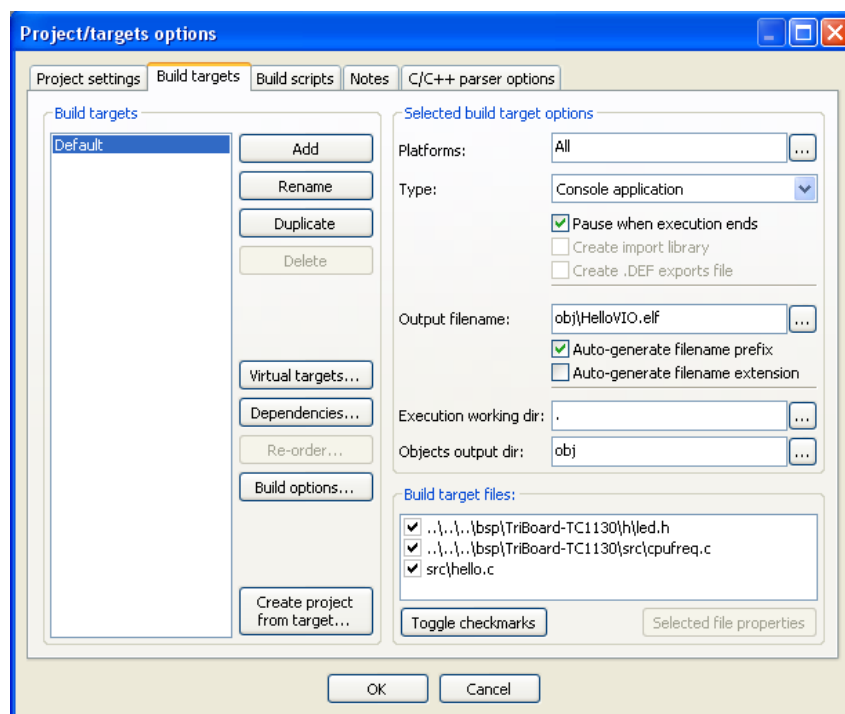 Project/targets options
Project settings
Build targets
Build scripts
Notes
C/C++ parser options
Build targets
Default
Add
Rename
Duplicate
Delete
Virtual targets...
Dependencies...
Re-order...
Build options...
Create project
from target...
Selected build target options
Platforms:
All
...
Type:
Console application
Pause when execution ends
Create import library
Create .DEF exports file
Output filename:
obj\HelloVIO.elf
...
Auto-generate filename prefix
Auto-generate filename extension
Execution working dir:
.
...
Objects output dir:
obj
...
Build target files:
..\..\..\bsp\TriBoard-TC1130\h\led.h
..\..\..\bsp\TriBoard-TC1130\src\cpufreq.c
src\hello.c
Toggle checkmarks
Selected file properties
OK
Cancel